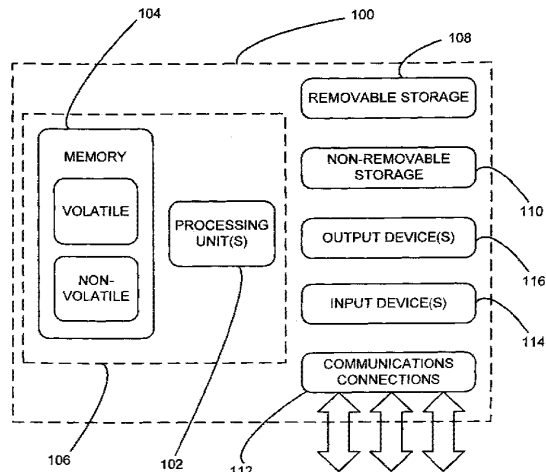 104
100
108
REMOVABLE STORAGE
MEMORY
VOLATILE
NON-
VOLATILE
PROCESSING
UNIT(S)
NON-REMOVABLE
STORAGE
110
OUTPUT DEVICE(S)
116
INPUT DEVICE(S)
114
COMMUNICATIONS
CONNECTIONS
106
102
112